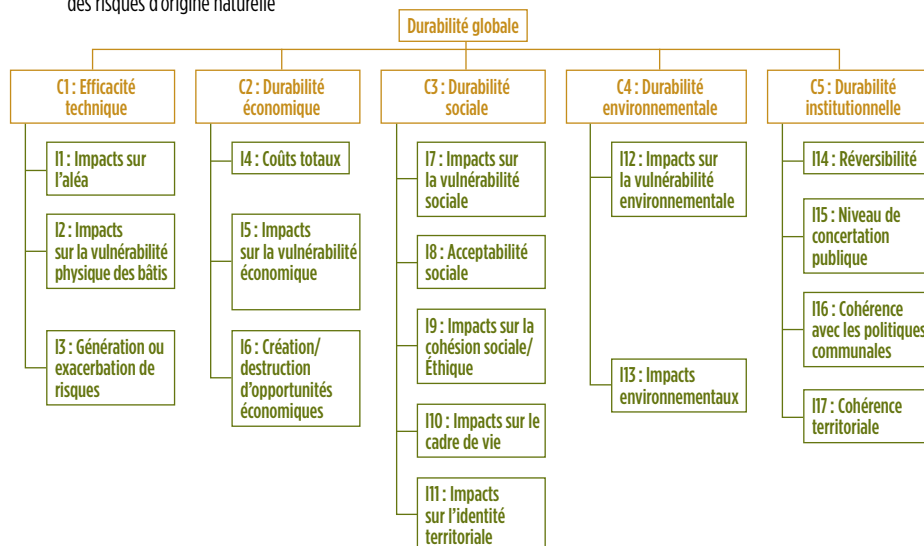 des risques d'origine naturelle
Durabilité globale
C1 : Efficacité
technique
C2 : Durabilité
économique
C3 : Durabilité
sociale
C4 : Durabilité
environnementale
C5 : Durabilité
institutionnelle
I1 : Impacts sur
l'aléa
I2 : Impacts
sur la vulnérabilité
physique des bâtis
I3 : Génération ou
exacerbation de
risques
I4 : Coûts totaux
I5 : Impacts
sur la vulnérabilité
économique
I6 : Création/
destruction
d'opportunités
économiques
I7 : Impacts sur
la vulnérabilité
sociale
I8 : Acceptabilité
sociale
I9 : Impacts sur la
cohésion sociale/
Éthique
I10 : Impacts sur le
cadre de vie
I11 : Impacts
sur l'identité
territoriale
I12 : Impacts sur
la vulnérabilité
environnementale
I13 : Impacts
environnementaux
I14 : Réversibilité
I15 : Niveau de
concertation
publique
I16 : Cohérence
avec les politiques
communales
I17 : Cohérence
territoriale